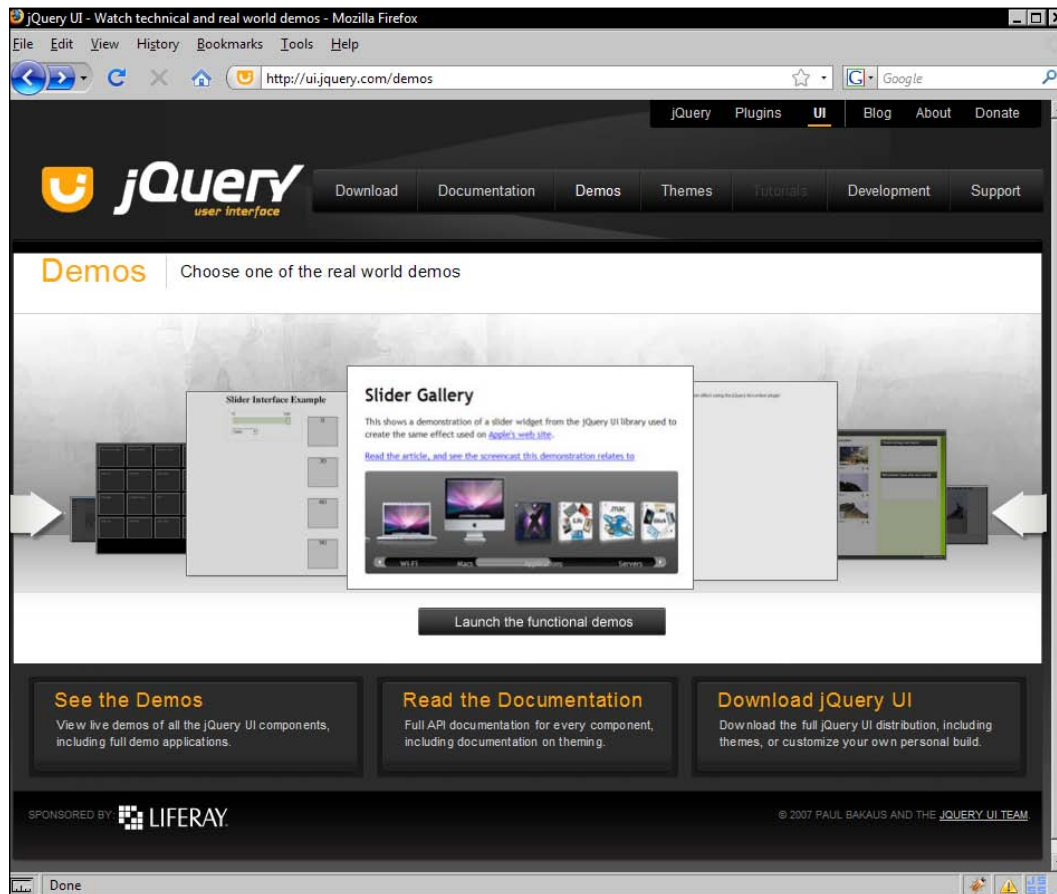 jQuery UI - Watch technical and real world demos - Mozilla Firefox
File Edit View History Bookmarks Tools Help
http://ui.jquery.com/demos
G Google
jQuery Plugins UI Blog About Donate
jQuery
user interface
Download Documentation Demos Themes Tutorials Development Support
Demos Choose one of the real world demos
Slider Interface Example
Slider Gallery
This shows a demonstration of a slider widget from the jQuery UI library used to
create the same effect used on Apple's web site.
Read the article, and see the screencast this demonstration relates to
Wi-Fi Macs Applications Servers
Launch the functional demos
See the Demos
View live demos of all the jQuery UI components,
including full demo applications.
Read the Documentation
Full API documentation for every component,
including documentation on theming.
Download jQuery UI
Download the full jQuery UI distribution, including
themes, or customize your own personal build.
SPONSORED BY: LIFERAY.
© 2007 PAUL BAKAUS AND THE JQUERY UI TEAM.
Done